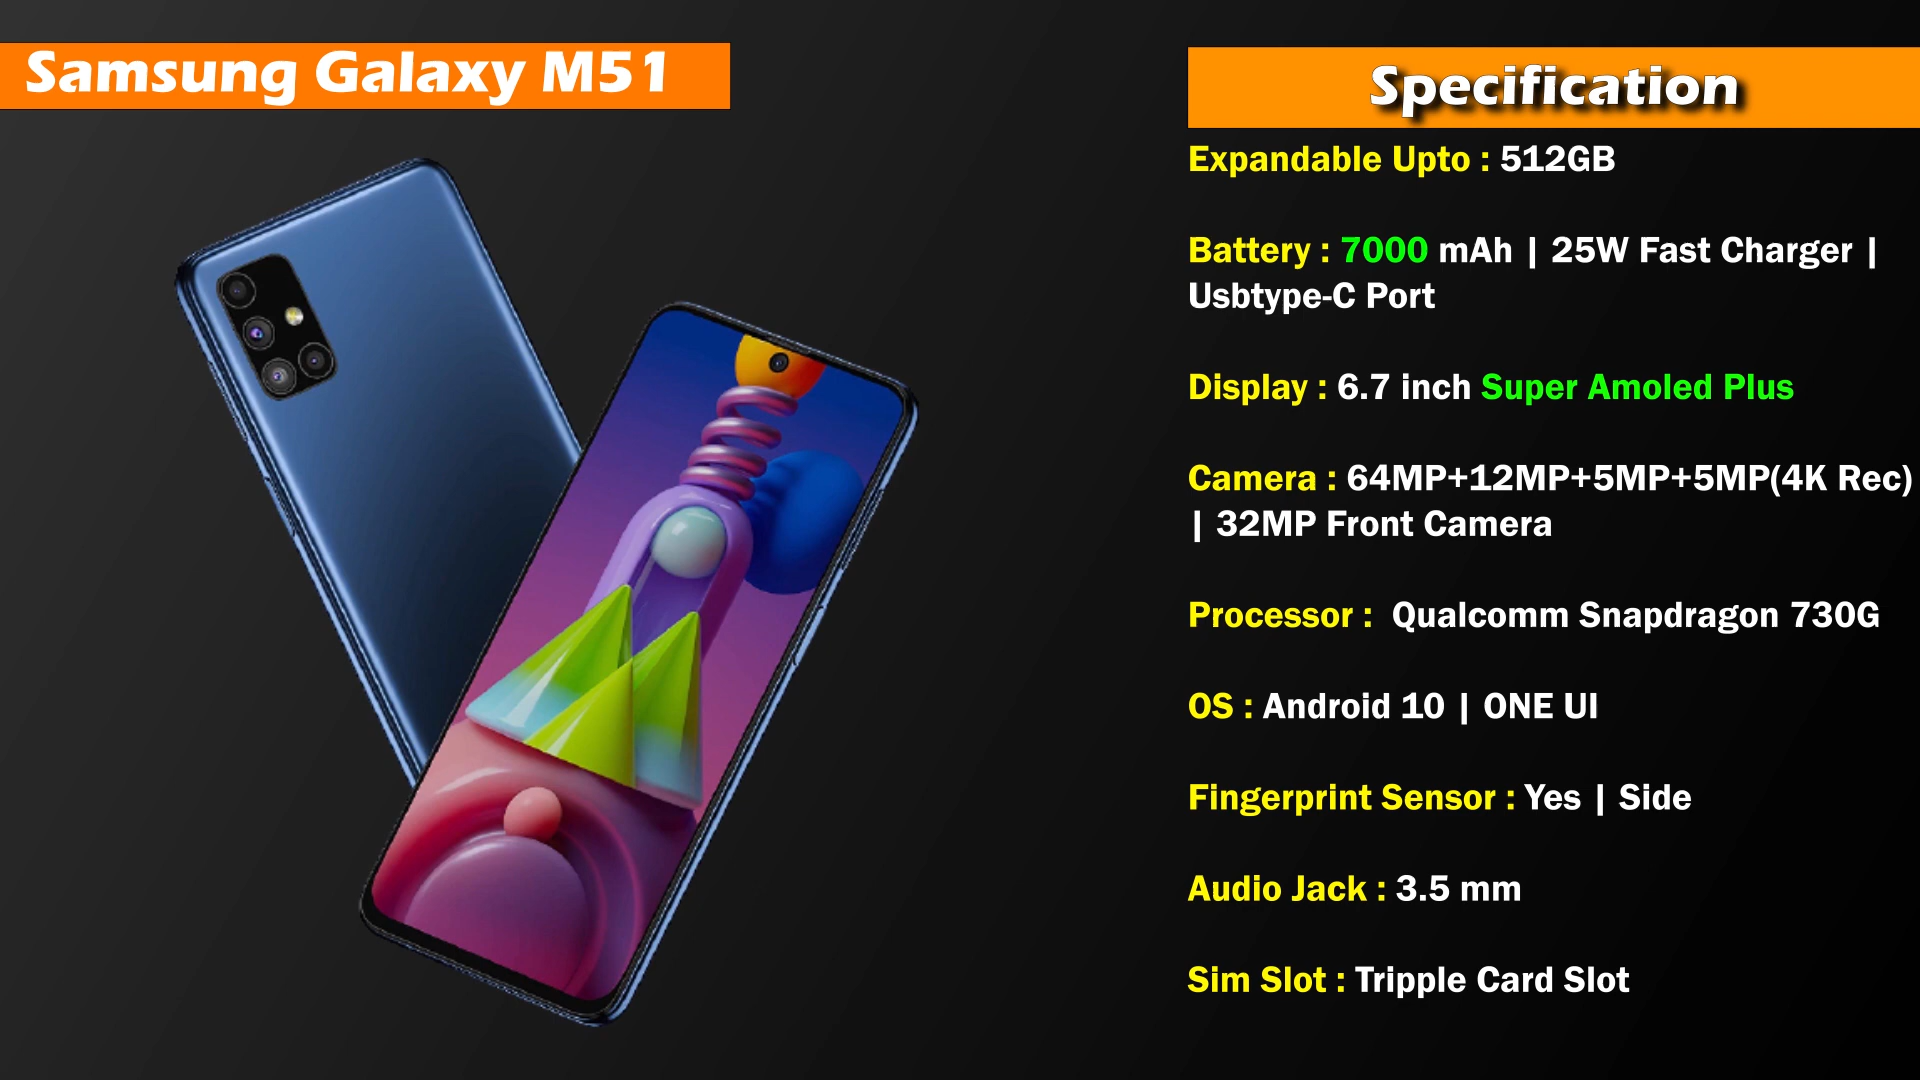 Samsung Galaxy M51
Specification
Expandable Upto : 512GB
Battery : 7000 mAh | 25W Fast Charger |
Usbtype-C Port
Display : 6.7 inch Super Amoled Plus
Camera : 64MP+12MP+5MP+5MP(4K Rec)
| 32MP Front Camera
Processor : Qualcomm Snapdragon 730G
OS : Android 10 | ONE UI
Fingerprint Sensor : Yes | Side
Audio Jack : 3.5 mm
Sim Slot : Tripple Card Slot